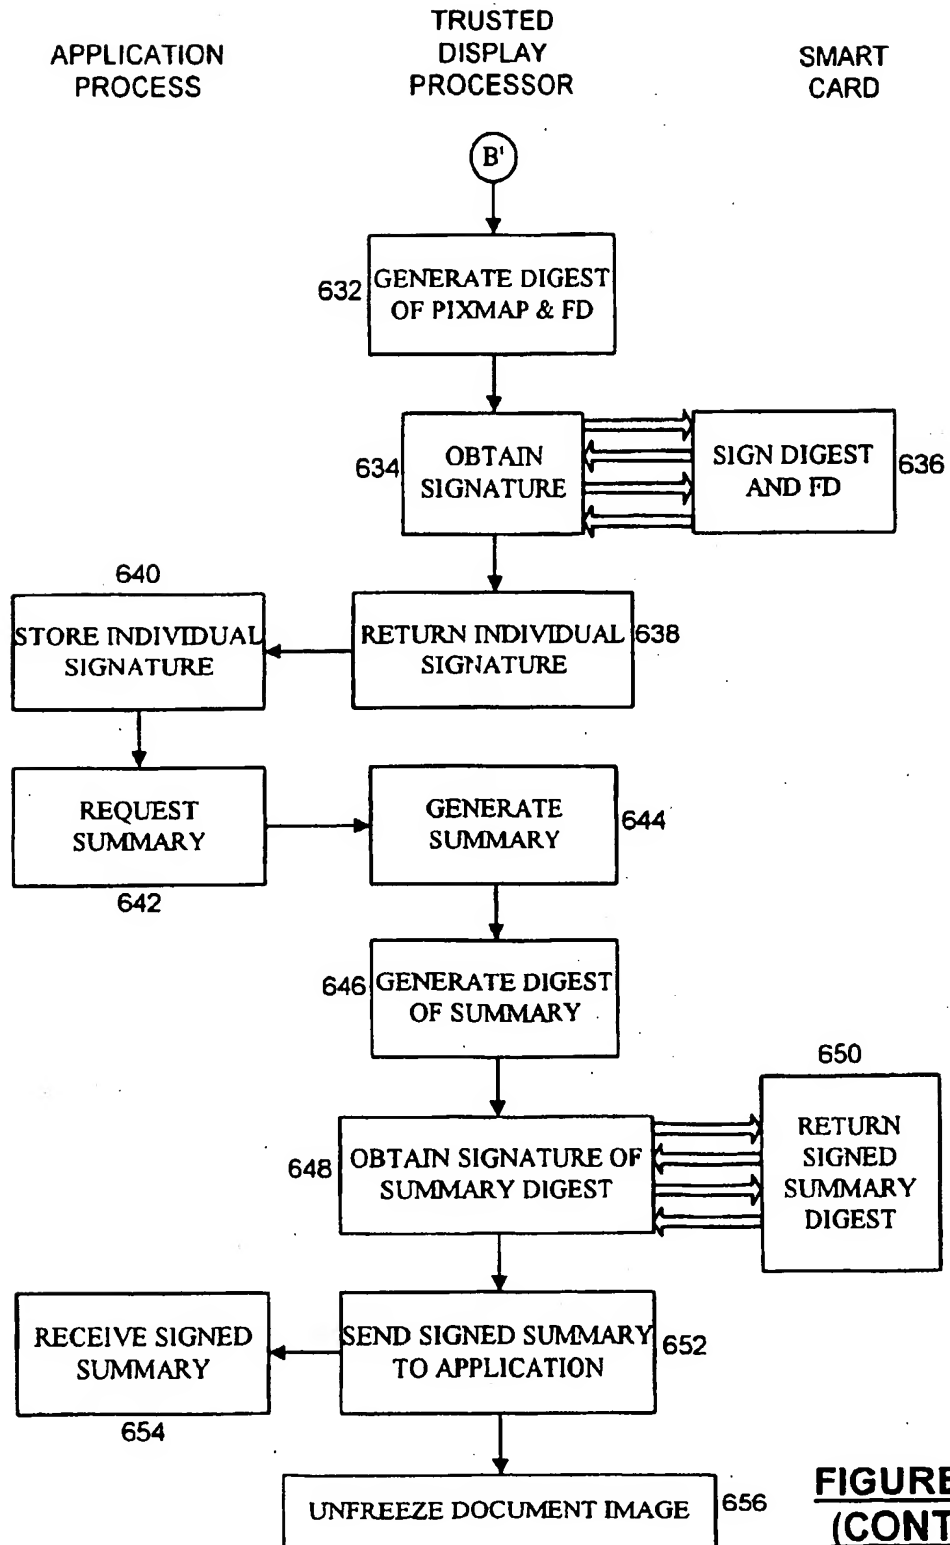 APPLICATION
PROCESS
TRUSTED
DISPLAY
PROCESSOR
SMART
CARD
B'
632
GENERATE DIGEST
OF PIXMAP & FD
634
OBTAIN
SIGNATURE
SIGN DIGEST
AND FD
636
640
STORE INDIVIDUAL
SIGNATURE
RETURN INDIVIDUAL
SIGNATURE
638
REQUEST
SUMMARY
642
GENERATE
SUMMARY
644
646
GENERATE DIGEST
OF SUMMARY
648
OBTAIN SIGNATURE OF
SUMMARY DIGEST
650
RETURN
SIGNED
SUMMARY
DIGEST
RECEIVE SIGNED
SUMMARY
654
SEND SIGNED SUMMARY
TO APPLICATION
652
UNFREEZE DOCUMENT IMAGE
656
FIGURE
(CONT